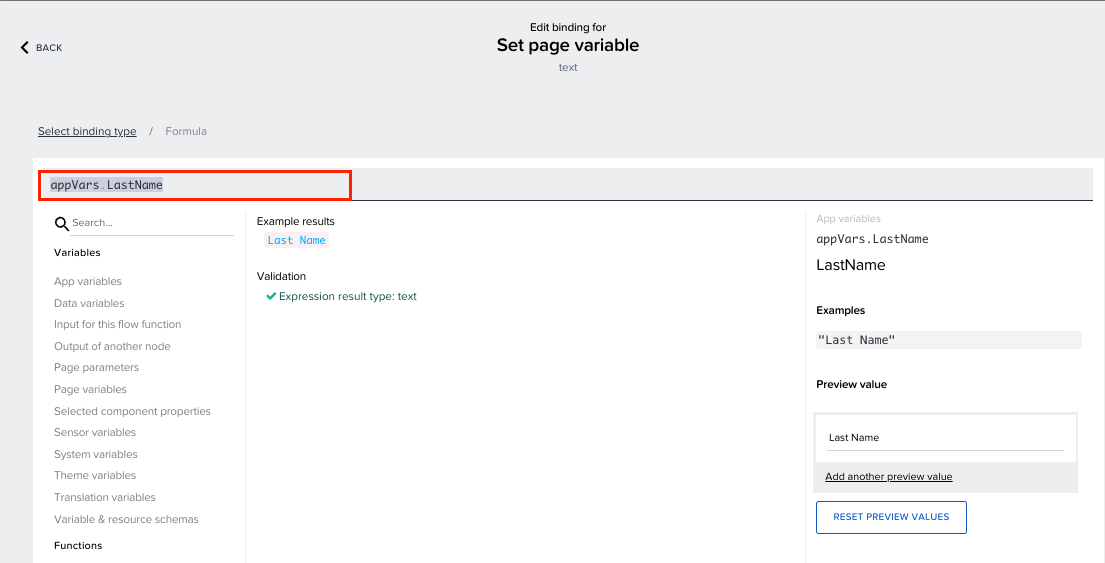 Edit binding for
BACK
Set page variable
text
Select binding type / Formula
appVars.LastName
Search...
Variables
App variables
Data variables
Input for this flow function
Output of another node
Page parameters
Page variables
Selected component properties
Sensor variables
System variables
Theme variables
Translation variables
Variable & resource schemas
Functions
Example results
Last Name
Validation
Expression result type: text
App variables
appVars.LastName
LastName
Examples
"Last Name"
Preview value
Last Name
Add another preview value
RESET PREVIEW VALUES